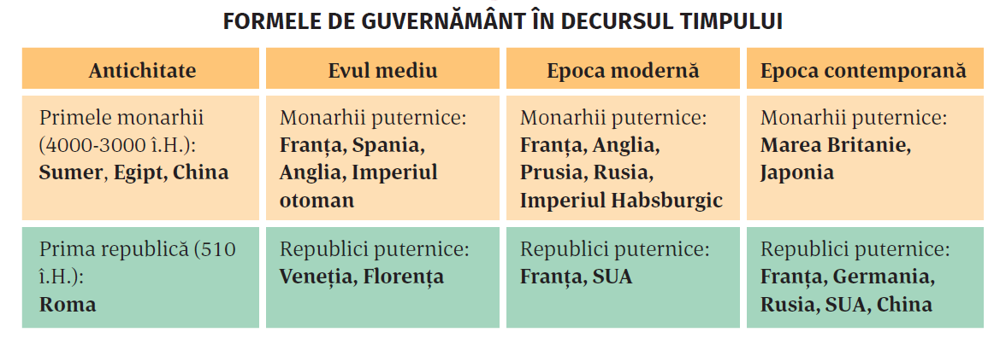 FORMELE DE GUVERNĂMÂNT ÎN DECURSUL TIMPULUI
Antichitate
Evul mediu
Epoca modernă
Epoca contemporană
Primele monarhii
(4000-3000 î.H.):
Sumer, Egipt, China
Monarhii puternice:
Franța, Spania,
Anglia, Imperiul
otoman
Monarhii puternice:
Franța, Anglia,
Prusia, Rusia,
Imperiul Habsburgic
Monarhii puternice:
Marea Britanie,
Japonia
Prima republică (510
î.H.):
Roma
Republici puternice:
Veneția, Florența
Republici puternice:
Franța, SUA
Republici puternice:
Franța, Germania,
Rusia, SUA, China